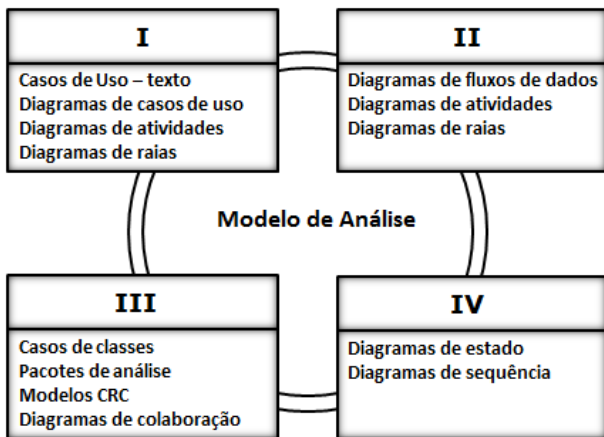 I
Casos de Uso – texto
Diagramas de casos de uso
Diagramas de atividades
Diagramas de raias
II
Diagramas de fluxos de dados
Diagramas de atividades
Diagramas de raias
Modelo de Análise
III
Casos de classes
Pacotes de análise
Modelos CRC
Diagramas de colaboração
IV
Diagramas de estado
Diagramas de sequência